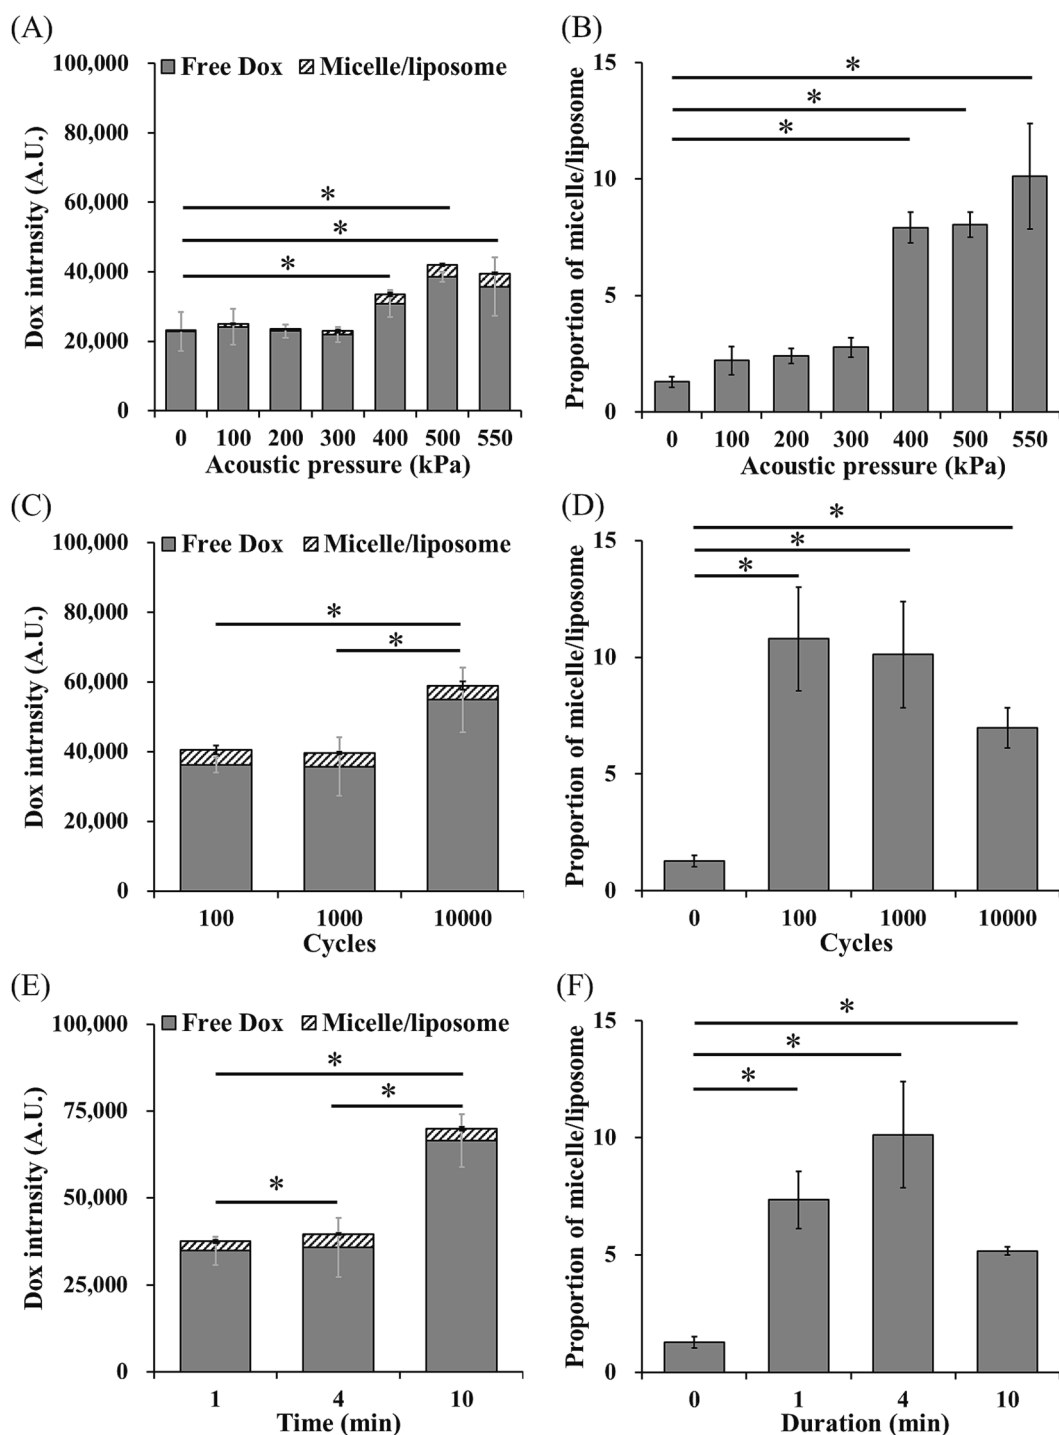 (A)
Dox intrnsity (A.U.)
100,000
80,000
60,000
40,000
20,000
0
Free Dox Micelle/liposome
*
*
*
0 100 200 300 400 500 550
Acoustic pressure (kPa)
(B)
Proportion of micelle/liposome
15
10
5
0
*
*
*
0 100 200 300 400 500 550
Acoustic pressure (kPa)
(C)
Dox intrnsity (A.U.)
100,000
80,000
60,000
40,000
20,000
0
Free Dox Micelle/liposome
*
*
100 1000 10000
Cycles
(D)
Proportion of micelle/liposome
15
10
5
0
*
*
*
0 100 1000 10000
Cycles
(E)
Dox intrnsity (A.U.)
100,000
75,000
50,000
25,000
0
Free Dox Micelle/liposome
*
*
*
1 4 10
Time (min)
(F)
Proportion of micelle/liposome
15
10
5
0
*
*
*
0 1 4 10
Duration (min)